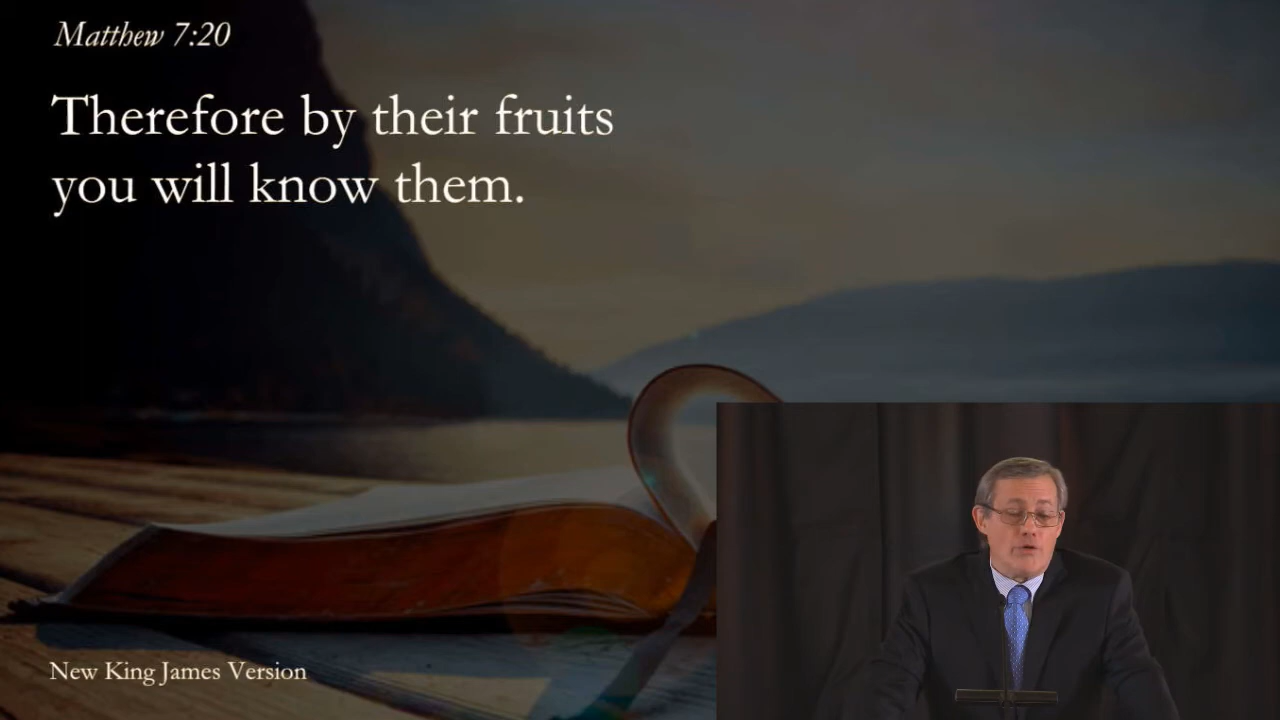 Matthew 7:20
Therefore by their fruits
you will know them.
New King James Version